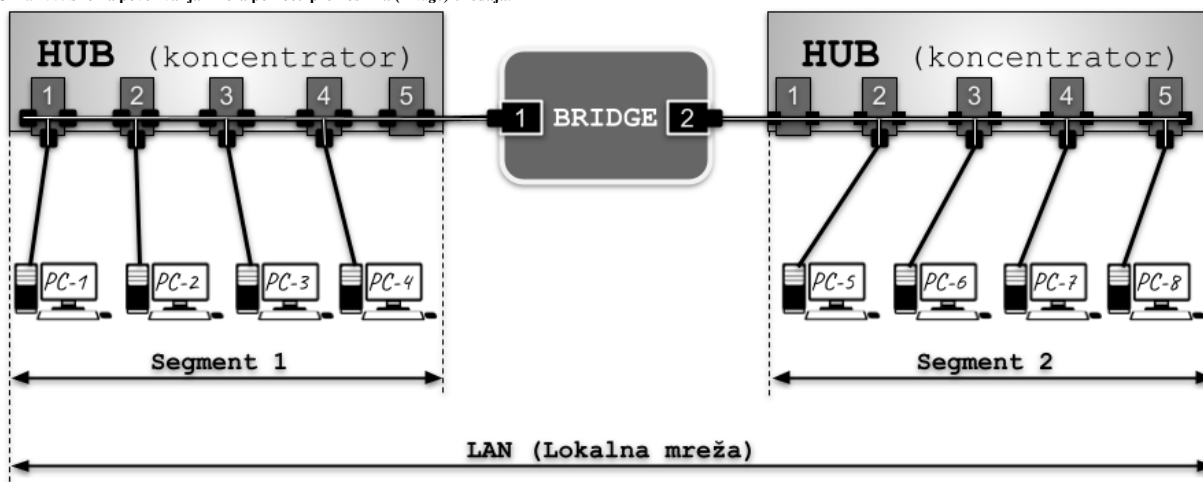 HUB (koncentrator)
1 2 3 4 5
1 BRIDGE 2
HUB (koncentrator)
1 2 3 4 5
PC-1 PC-2 PC-3 PC-4
PC-5 PC-6 PC-7 PC-8
Segment 1
Segment 2
LAN (Lokalna mreža)